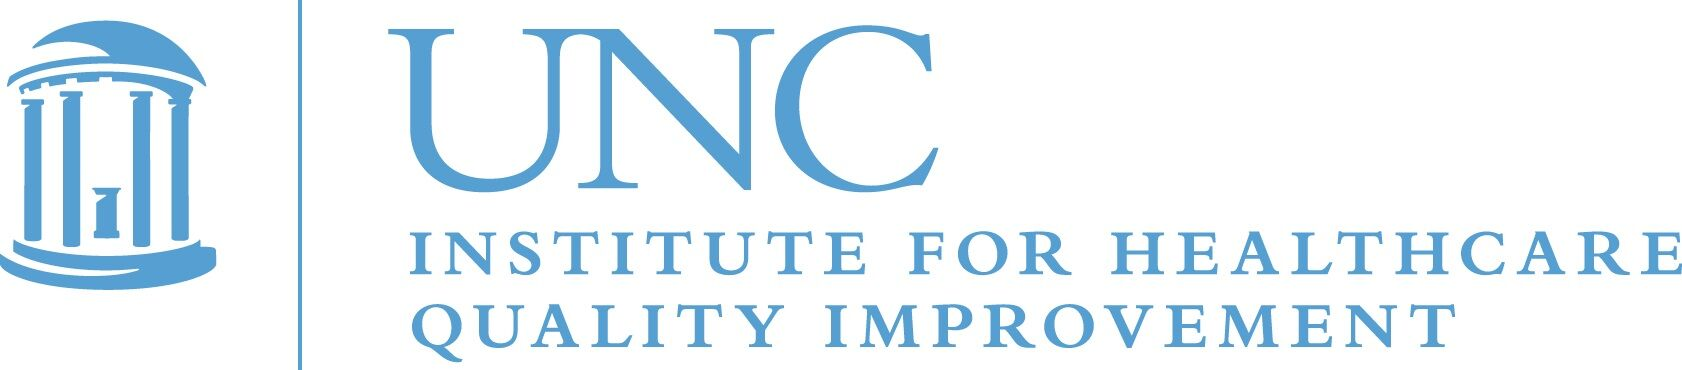 UNC
INSTITUTE FOR HEALTHCARE
QUALITY IMPROVEMENT